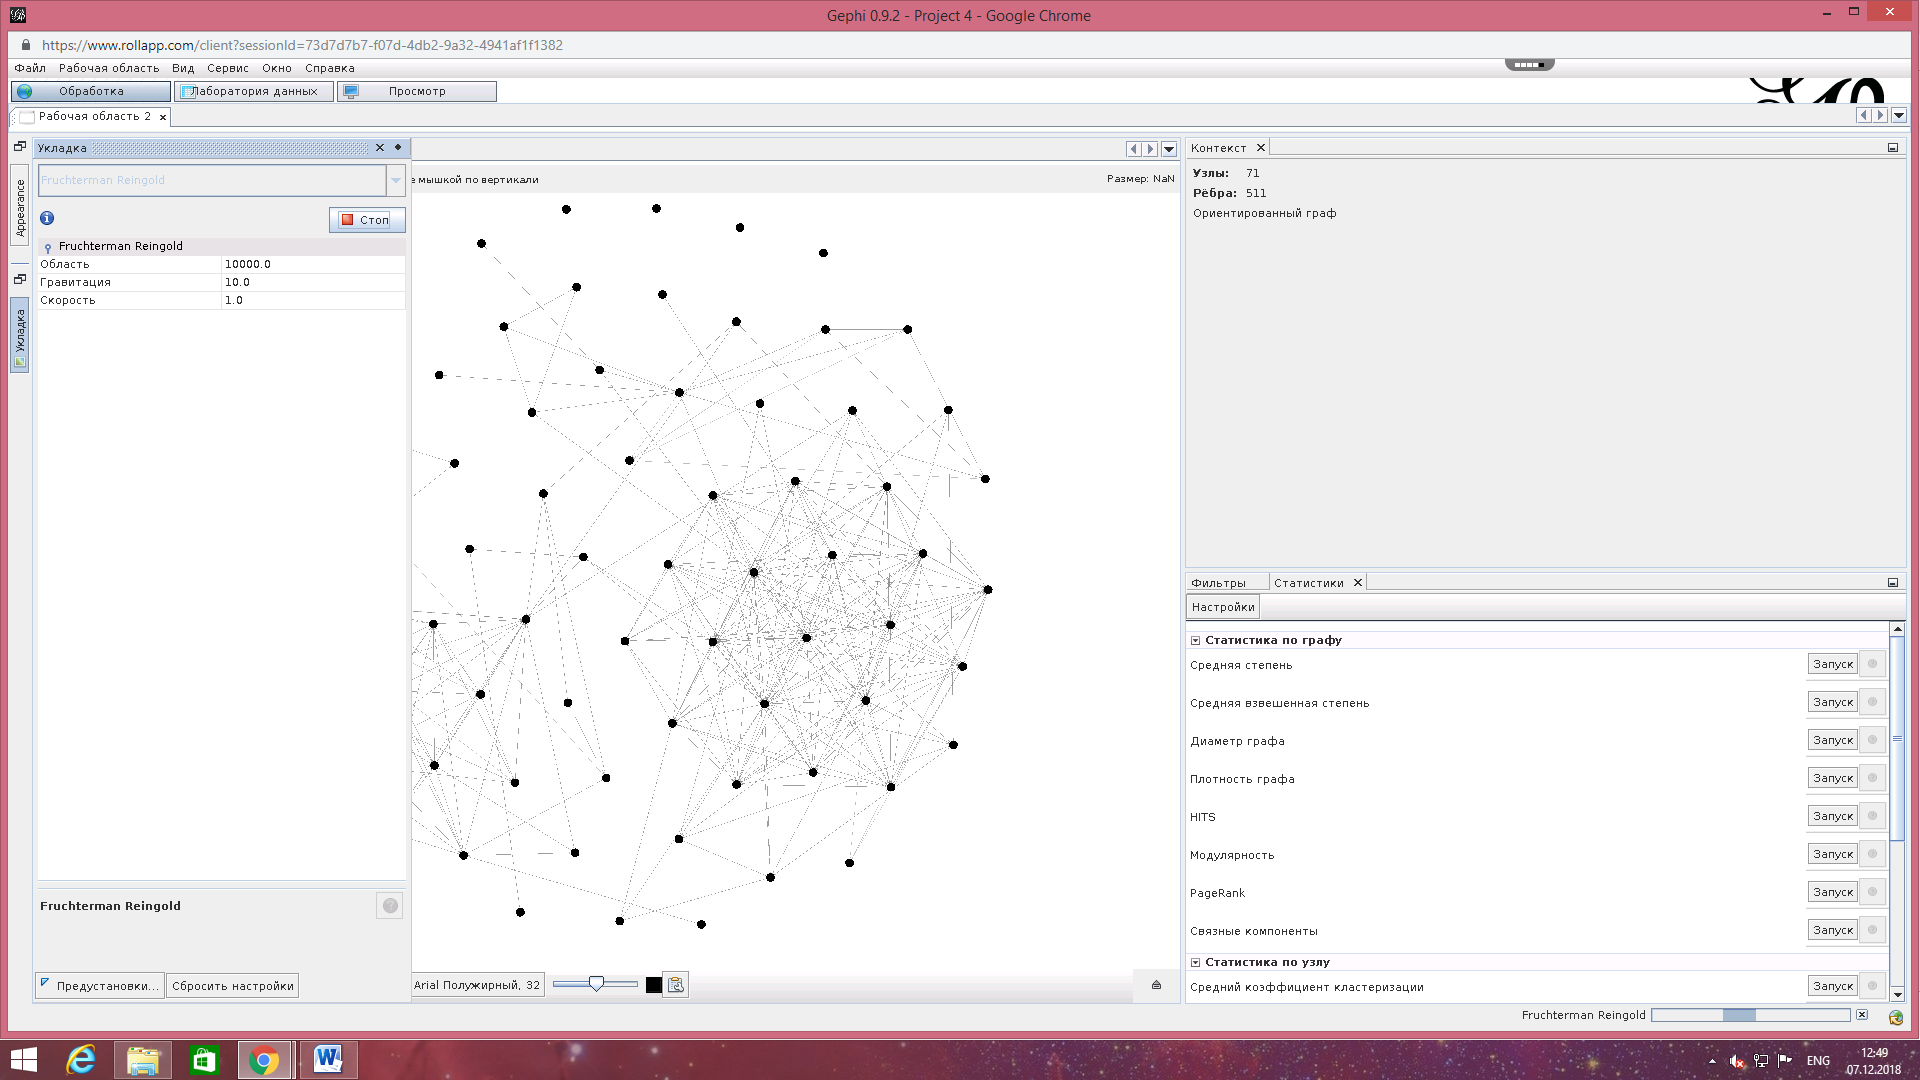 Gephi 0.9.2 - Project 4 - Google Chrome
https://www.rollapp.com/client?sessionId=73d7d7b7-f07d-4db2-9a32-4941af1f1382
Файл Рабочая область Вид Сервис Окно Справка
Обработка Лаборатория данных Просмотр
Рабочая область 2
Укладка
Appearance
Укладка
Fruchterman Reingold
Стоп
Fruchterman Reingold
Область 10000.0
Гравитация 10.0
Скорость 1.0
Fruchterman Reingold
Предустановки... Сбросить настройки
е мышкой по вертикали Размер: NaN
Arial Полужирный, 32
Контекст
Узлы: 71
Рёбра: 511
Ориентированный граф
Фильтры Статистики
Настройки
Статистика по графу
Средняя степень Запуск
Средняя взвешенная степень Запуск
Диаметр графа Запуск
Плотность графа Запуск
HITS Запуск
Модулярность Запуск
PageRank Запуск
Связные компоненты Запуск
Статистика по узлу
Средний коэффициент кластеризации Запуск
Fruchterman Reingold
ENG
12:49
07.12.2018